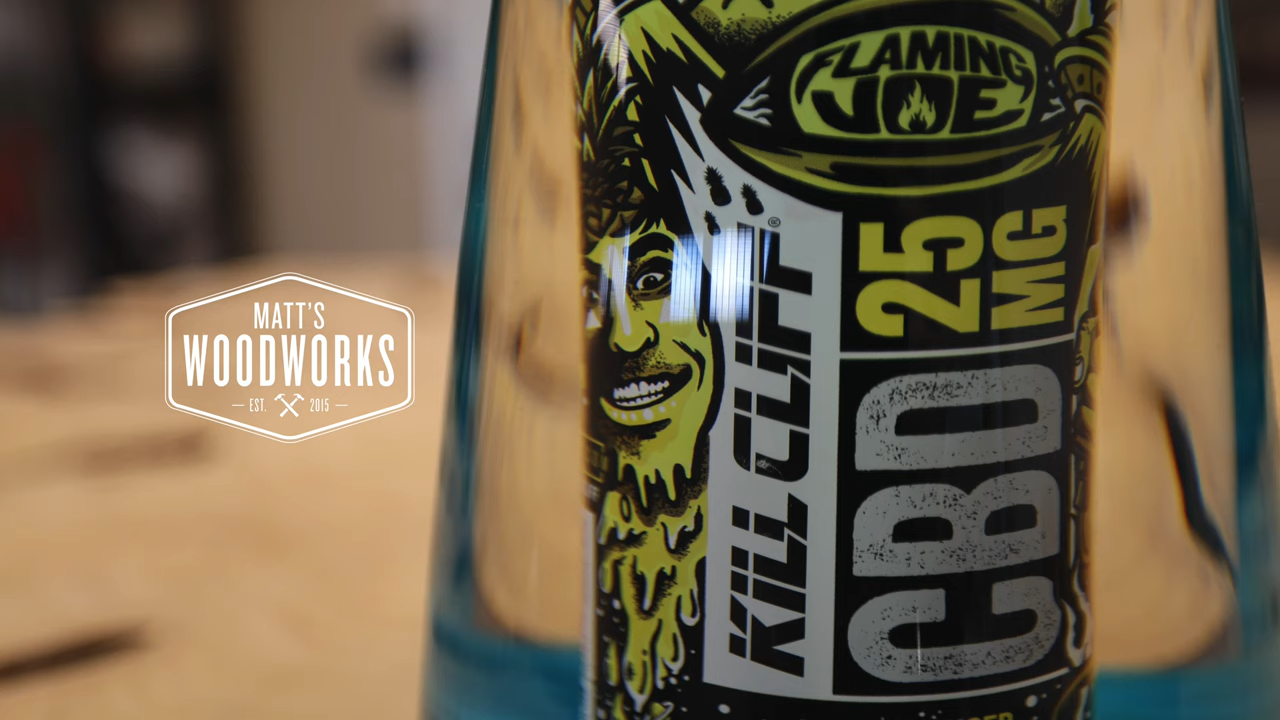 MATT'S
WOODWORKS
EST. 2015
FLAMING
JOE
KILL CLIFF®
25
MG
CBD